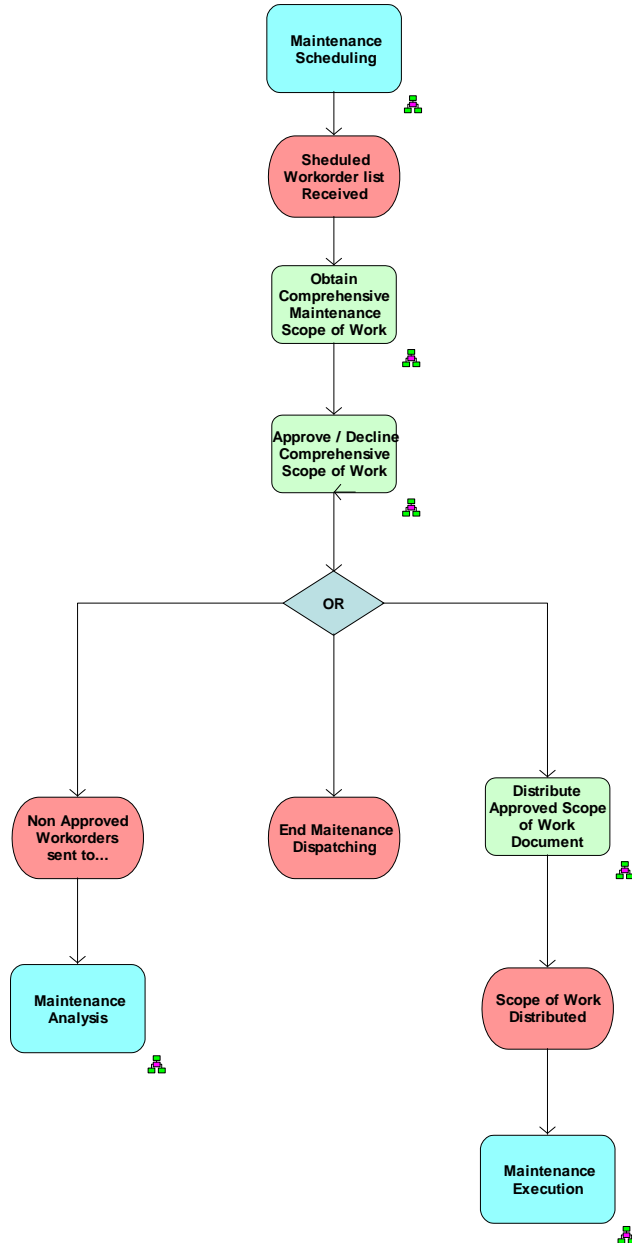 Maintenance
Scheduling
Sheduled
Workorder list
Received
Obtain
Comprehensive
Maintenance
Scope of Work
Approve / Decline
Comprehensive
Scope of Work
OR
Non Approved
Workorders
sent to...
End Maitenance
Dispatching
Distribute
Approved Scope
of Work
Document
Maintenance
Analysis
Scope of Work
Distributed
Maintenance
Execution